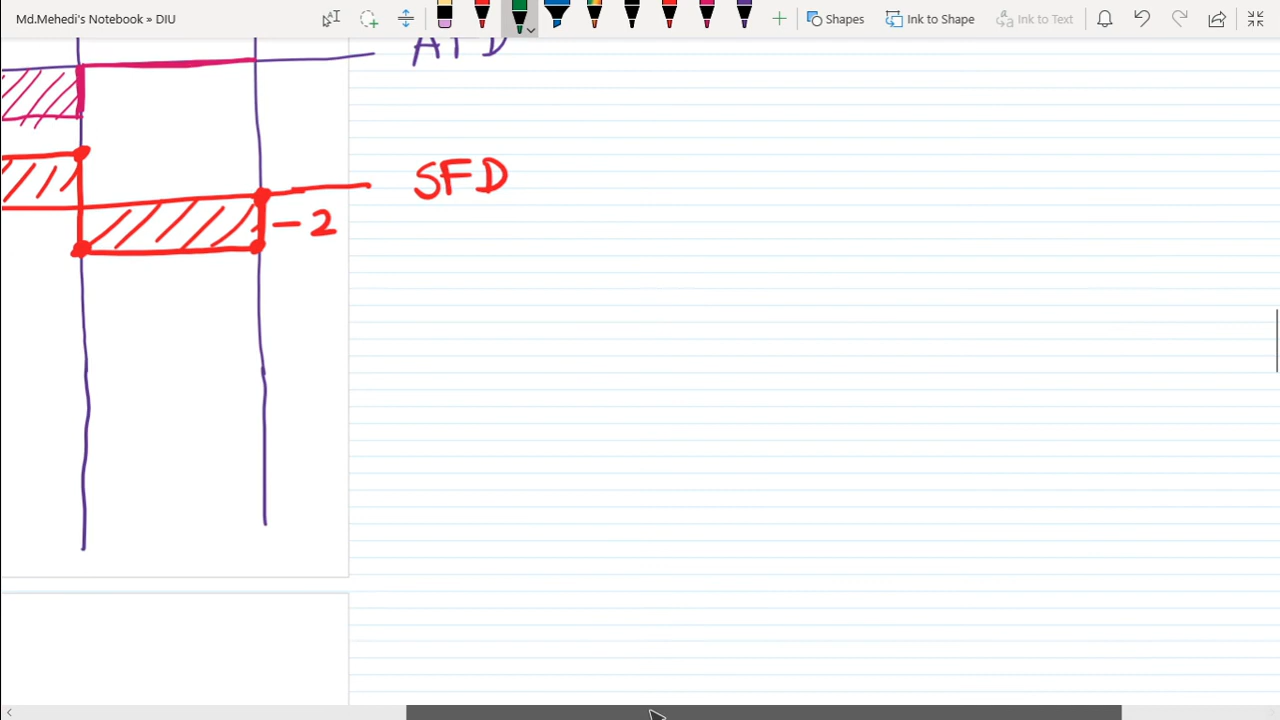 Md.Mehedi's Notebook » DIU
Shapes
Ink to Shape
Ink to Text
SFD
-2